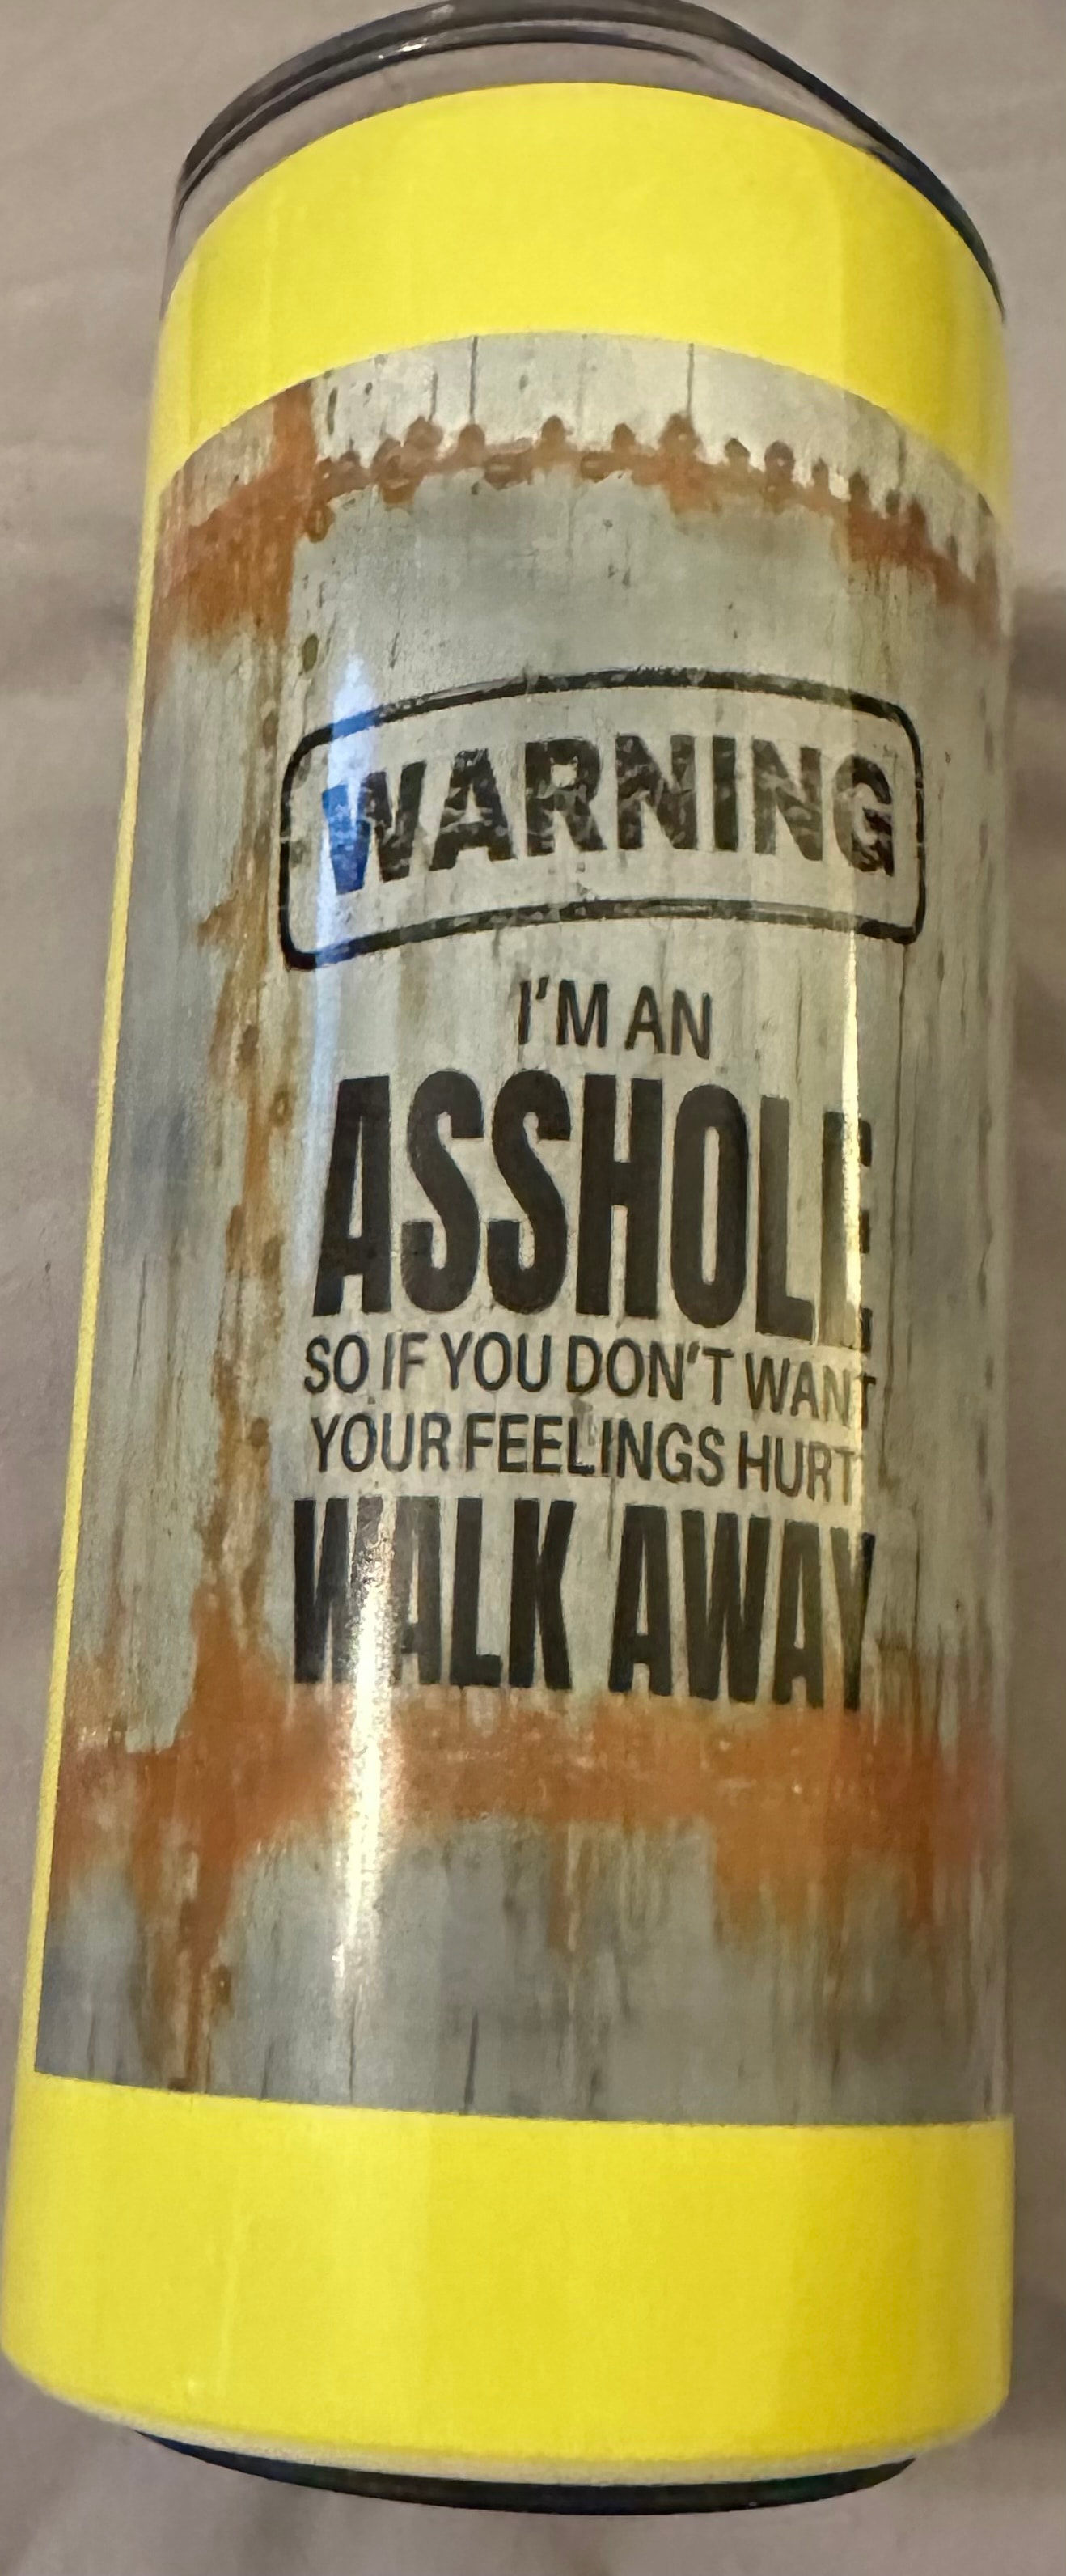 WARNING
I'M AN
ASSHOLE
SO IF YOU DON'T WANT
YOUR FEELINGS HURT
WALK AWAY